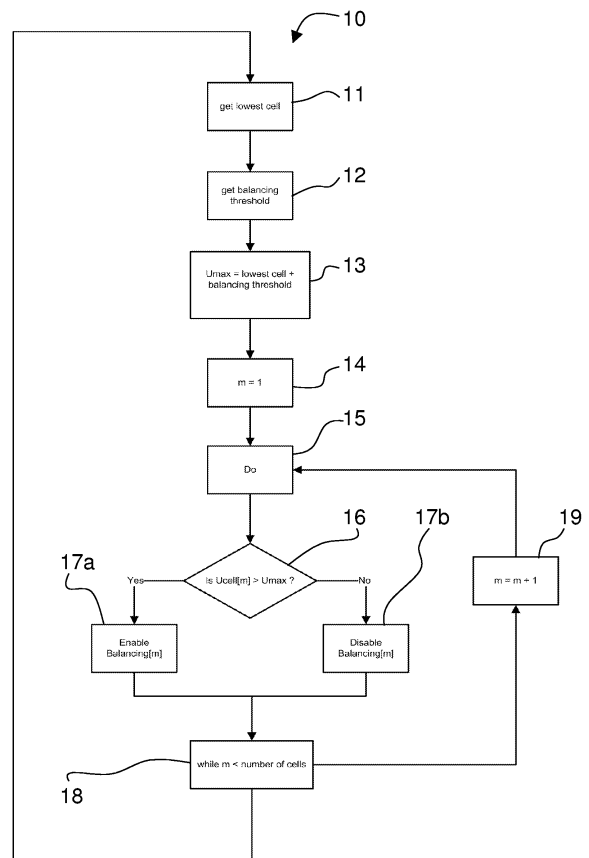 10
get lowest cell
11
get balancing
threshold
12
Umax = lowest cell +
balancing threshold
13
m = 1
14
15
Do
16
17b
19
17a
Is Ucell[m] > Umax ?
Yes
No
m = m + 1
Enable
Balancing[m]
Disable
Balancing[m]
while m < number of cells
18